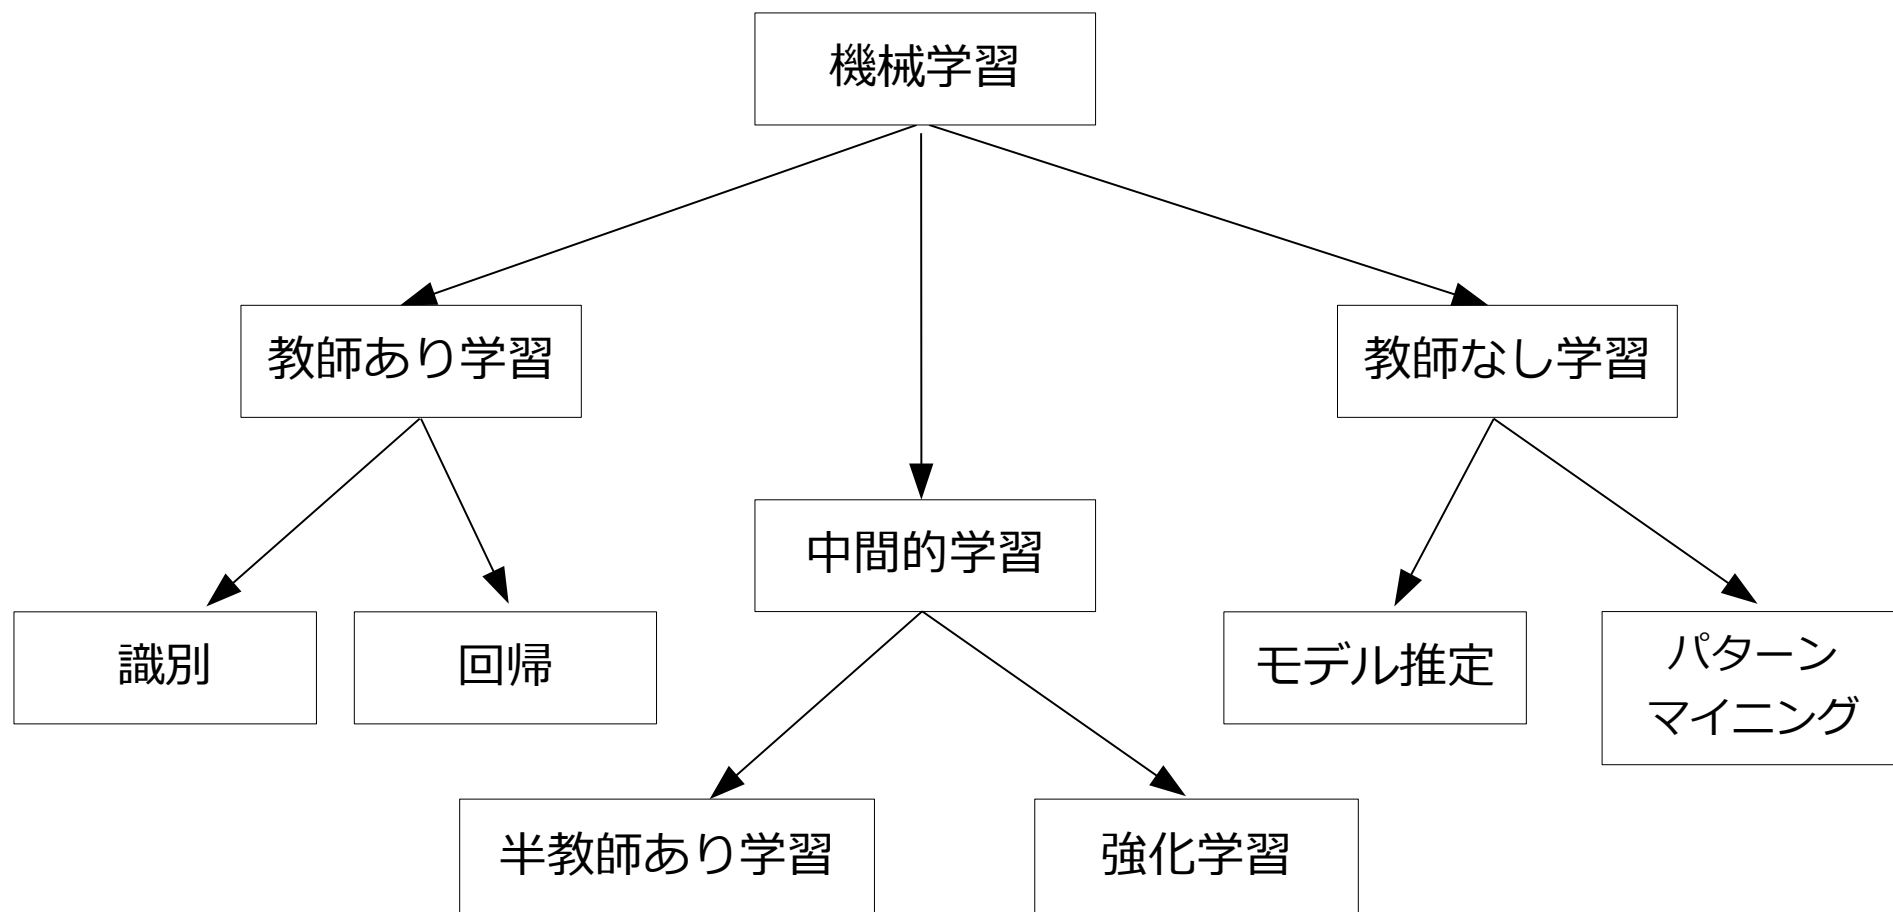 機械学習
教師あり学習
教師なし学習
中間的学習
識別
回帰
モデル推定
パターン
マイニング
半教師あり学習
強化学習